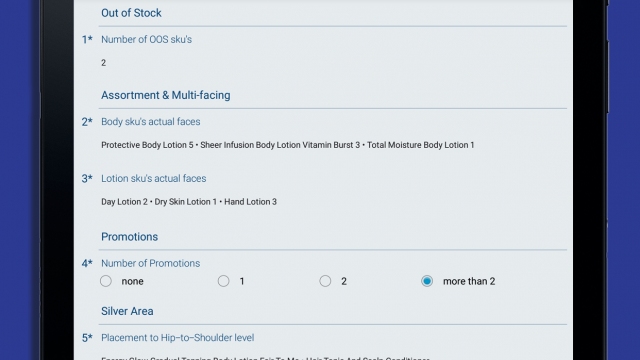 Out of Stock
1* Number of OOS sku's
2
Assortment & Multi-facing
2* Body sku's actual faces
Protective Body Lotion 5 • Sheer Infusion Body Lotion Vitamin Burst 3 • Total Moisture Body Lotion 1
3* Lotion sku's actual faces
Day Lotion 2 • Dry Skin Lotion 1 • Hand Lotion 3
Promotions
4* Number of Promotions
none 1 2 more than 2
Silver Area
5* Placement to Hip-to-Shoulder level